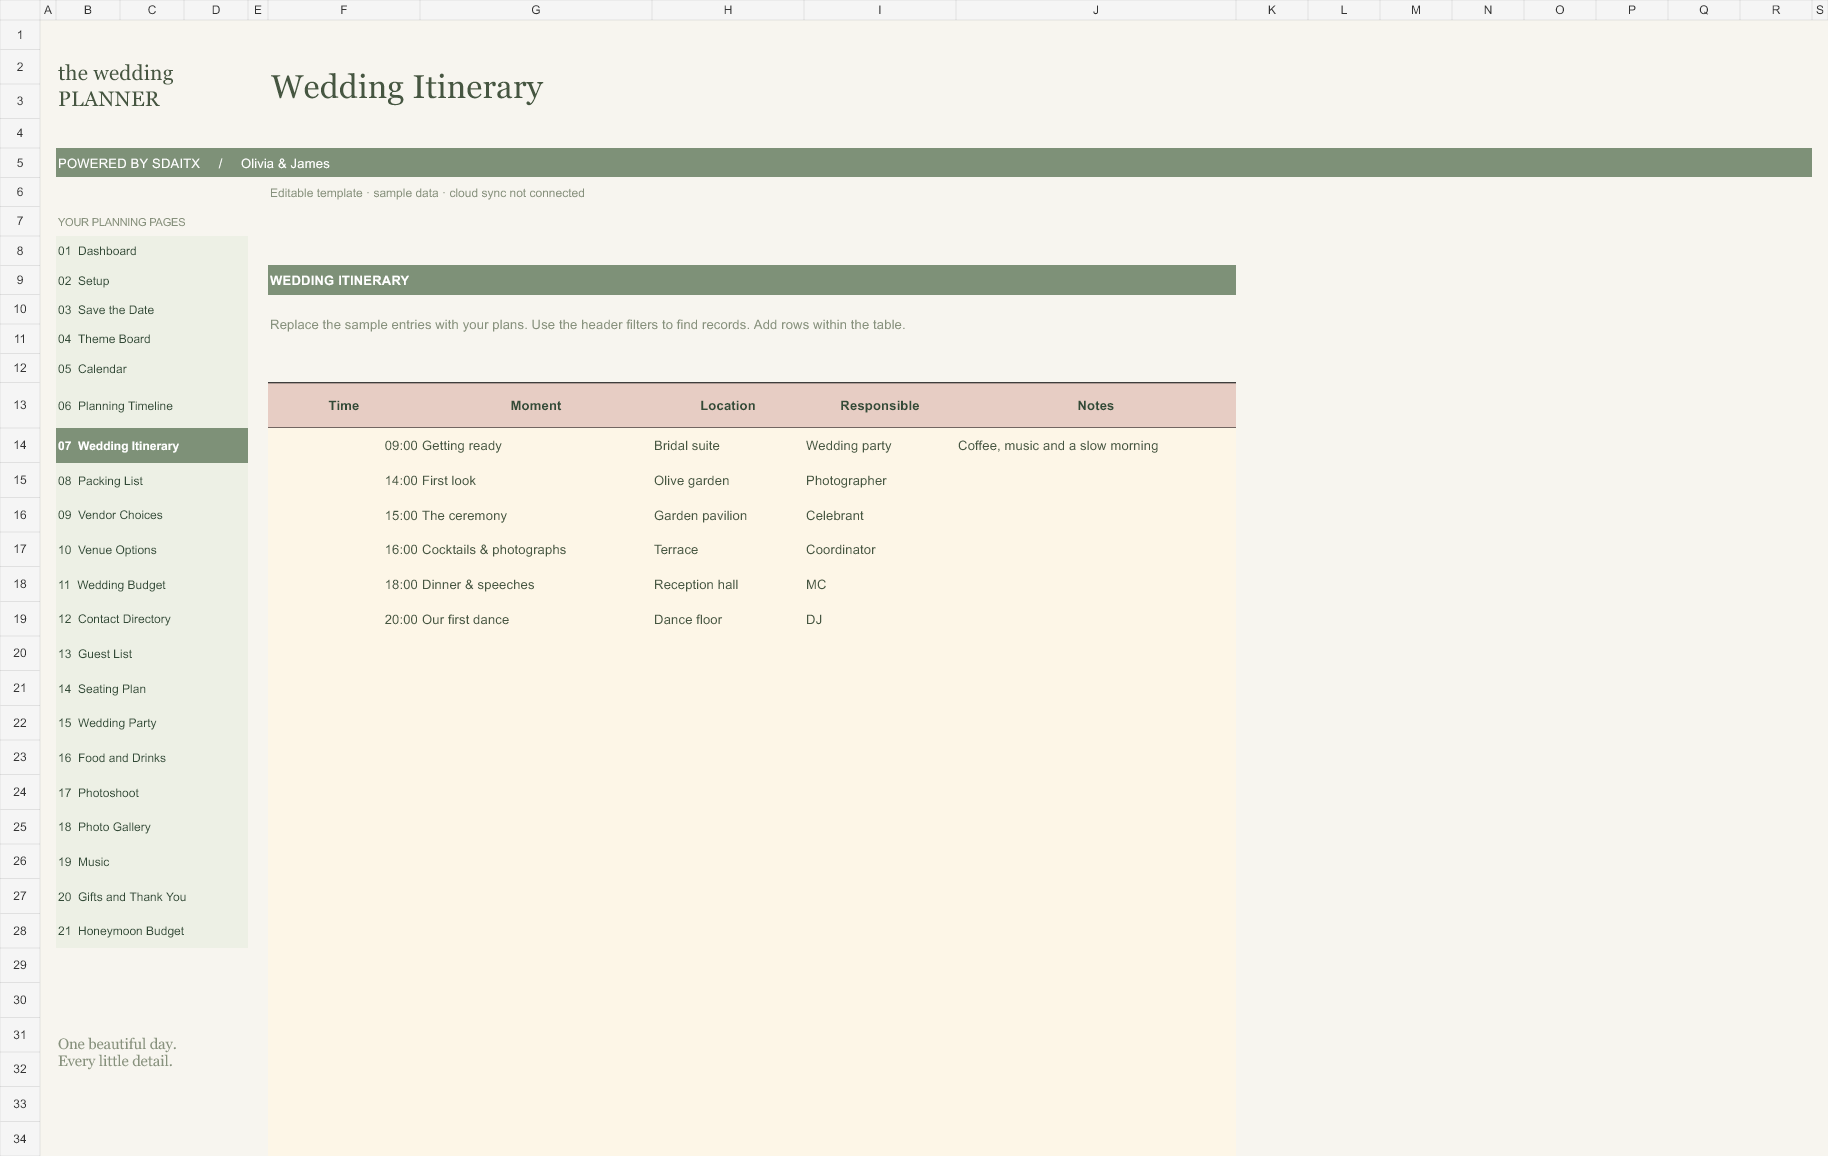 A B C D E F G H I J K L M N O P Q R S
1
2
3
4
5
6
7
8
9
10
11
12
13
14
15
16
17
18
19
20
21
22
23
24
25
26
27
28
29
30
31
32
33
34
the wedding
PLANNER
Wedding Itinerary
POWERED BY SDAITX / Olivia & James
Editable template · sample data · cloud sync not connected
YOUR PLANNING PAGES
01 Dashboard
02 Setup
03 Save the Date
04 Theme Board
05 Calendar
06 Planning Timeline
07 Wedding Itinerary
08 Packing List
09 Vendor Choices
10 Venue Options
11 Wedding Budget
12 Contact Directory
13 Guest List
14 Seating Plan
15 Wedding Party
16 Food and Drinks
17 Photoshoot
18 Photo Gallery
19 Music
20 Gifts and Thank You
21 Honeymoon Budget
One beautiful day.
Every little detail.
WEDDING ITINERARY
Replace the sample entries with your plans. Use the header filters to find records. Add rows within the table.
Time Moment Location Responsible Notes
09:00 Getting ready Bridal suite Wedding party Coffee, music and a slow morning
14:00 First look Olive garden Photographer
15:00 The ceremony Garden pavilion Celebrant
16:00 Cocktails & photographs Terrace Coordinator
18:00 Dinner & speeches Reception hall MC
20:00 Our first dance Dance floor DJ